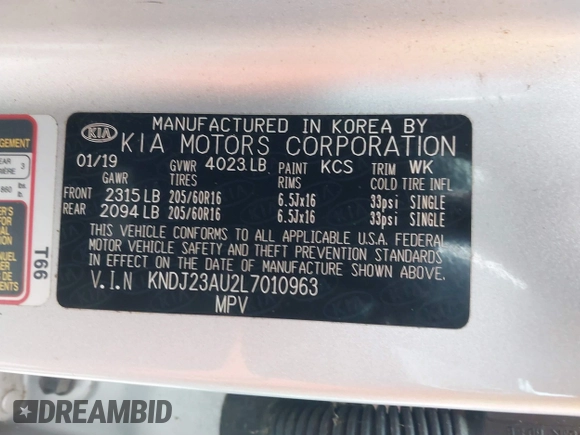 MANUFACTURED IN KOREA BY
KIA KIA MOTORS CORPORATION
01/19 GVWR 4023 LB PAINT KCS TRIM WK
GAWR TIRES RIMS COLD TIRE INFL
FRONT 2315 LB 205/60R16 6.5Jx16 33psi SINGLE
REAR 2094 LB 205/60R16 6.5Jx16 33psi SINGLE
THIS VEHICLE CONFORMS TO ALL APPLICABLE U.S.A. FEDERAL
MOTOR VEHICLE SAFETY AND THEFT PREVENTION STANDARDS
IN EFFECT ON THE DATE OF MANUFACTURE SHOWN ABOVE.
V.I.N KNDJ23AU2L7010963
MPV
3
lbs.
T66
DREAMBID